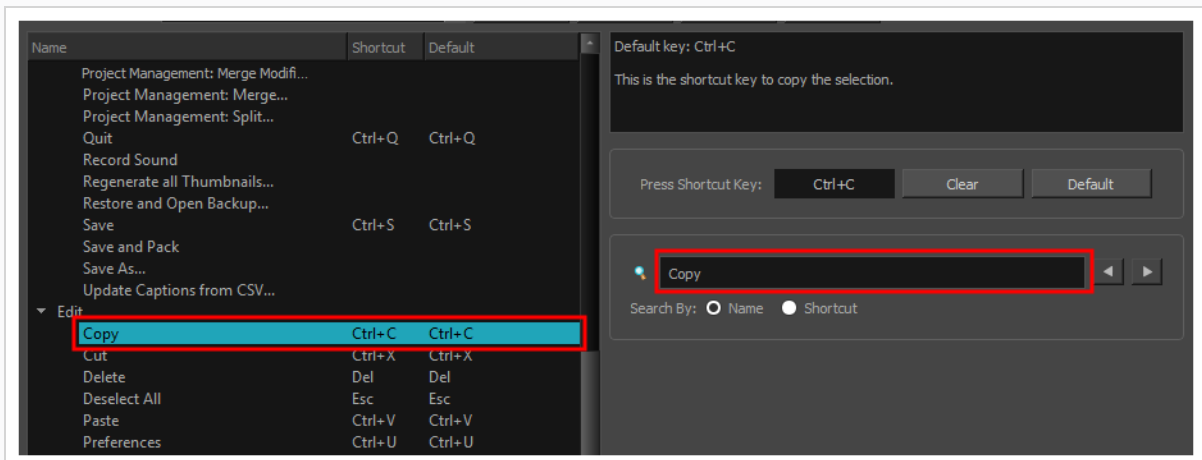 Name Shortcut Default
Project Management: Merge Modifi...
Project Management: Merge...
Project Management: Split...
Quit Ctrl+Q Ctrl+Q
Record Sound
Regenerate all Thumbnails...
Restore and Open Backup...
Save Ctrl+S Ctrl+S
Save and Pack
Save As...
Update Captions from CSV...
Edit
Copy Ctrl+C Ctrl+C
Cut Ctrl+X Ctrl+X
Delete Del Del
Deselect All Esc Esc
Paste Ctrl+V Ctrl+V
Preferences Ctrl+U Ctrl+U
Default key: Ctrl+C
This is the shortcut key to copy the selection.
Press Shortcut Key: Ctrl+C Clear Default
Copy
Search By: Name Shortcut